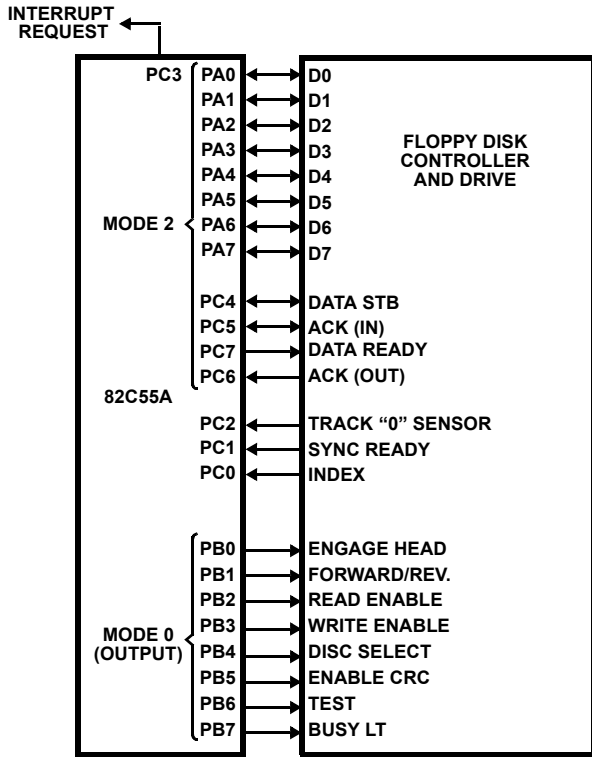 INTERRUPT
REQUEST
PC3 PA0 D0
PA1 D1
PA2 D2
PA3 D3
PA4 D4
PA5 D5
PA6 D6
PA7 D7
MODE 2
FLOPPY DISK
CONTROLLER
AND DRIVE
PC4 DATA STB
PC5 ACK (IN)
PC7 DATA READY
PC6 ACK (OUT)
82C55A
PC2 TRACK “0” SENSOR
PC1 SYNC READY
PC0 INDEX
PB0 ENGAGE HEAD
PB1 FORWARD/REV.
PB2 READ ENABLE
PB3 WRITE ENABLE
PB4 DISC SELECT
PB5 ENABLE CRC
PB6 TEST
PB7 BUSY LT
MODE 0
(OUTPUT)